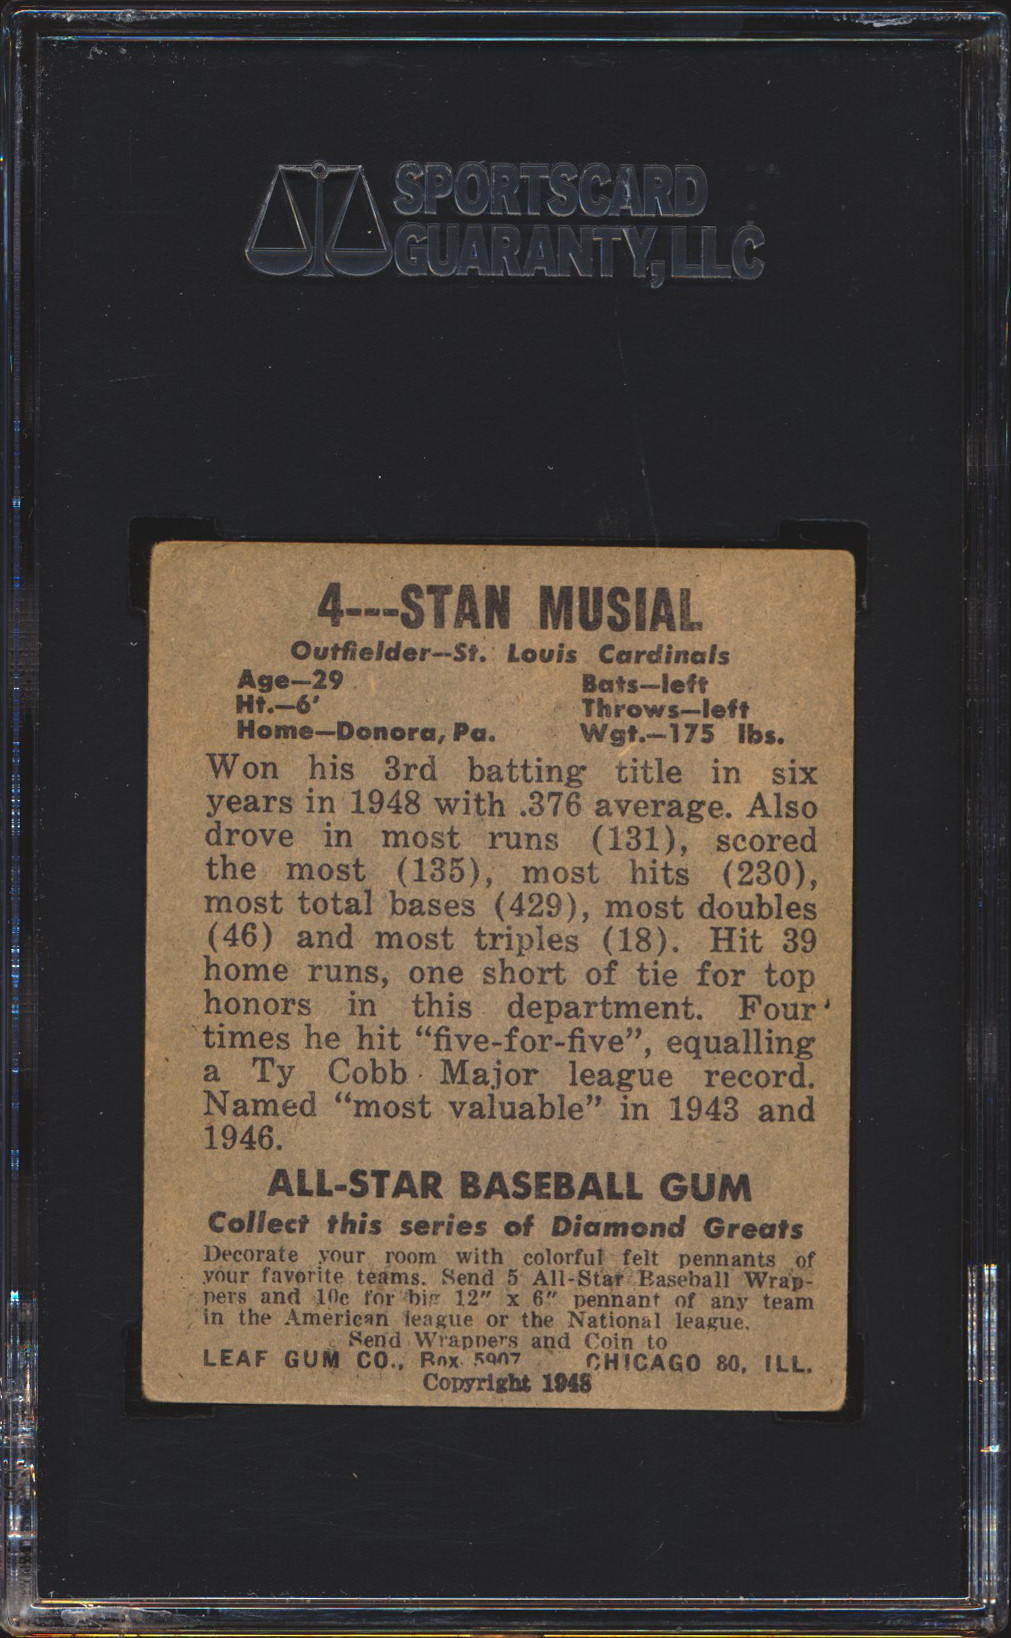 SPORTSCARD
GUARANTY, LLC
4---STAN MUSIAL
Outfielder--St. Louis Cardinals
Age—29 Bats—left
Ht.—6' Throws—left
Home—Donora, Pa. Wgt.—175 lbs.
Won his 3rd batting title in six
years in 1948 with .376 average. Also
drove in most runs (131), scored
the most (135), most hits (230),
most total bases (429), most doubles
(46) and most triples (18). Hit 39
home runs, one short of tie for top
honors in this department. Four
times he hit “five-for-five”, equalling
a Ty Cobb Major league record.
Named “most valuable” in 1943 and
1946.
ALL-STAR BASEBALL GUM
Collect this series of Diamond Greats
Decorate your room with colorful felt pennants of
your favorite teams. Send 5 All-Star Baseball Wrap-
pers and 10c for big 12” x 6” pennant of any team
in the American league or the National league.
Send Wrappers and Coin to
LEAF GUM CO., Box 5907 CHICAGO 80, ILL.
Copyright 1948